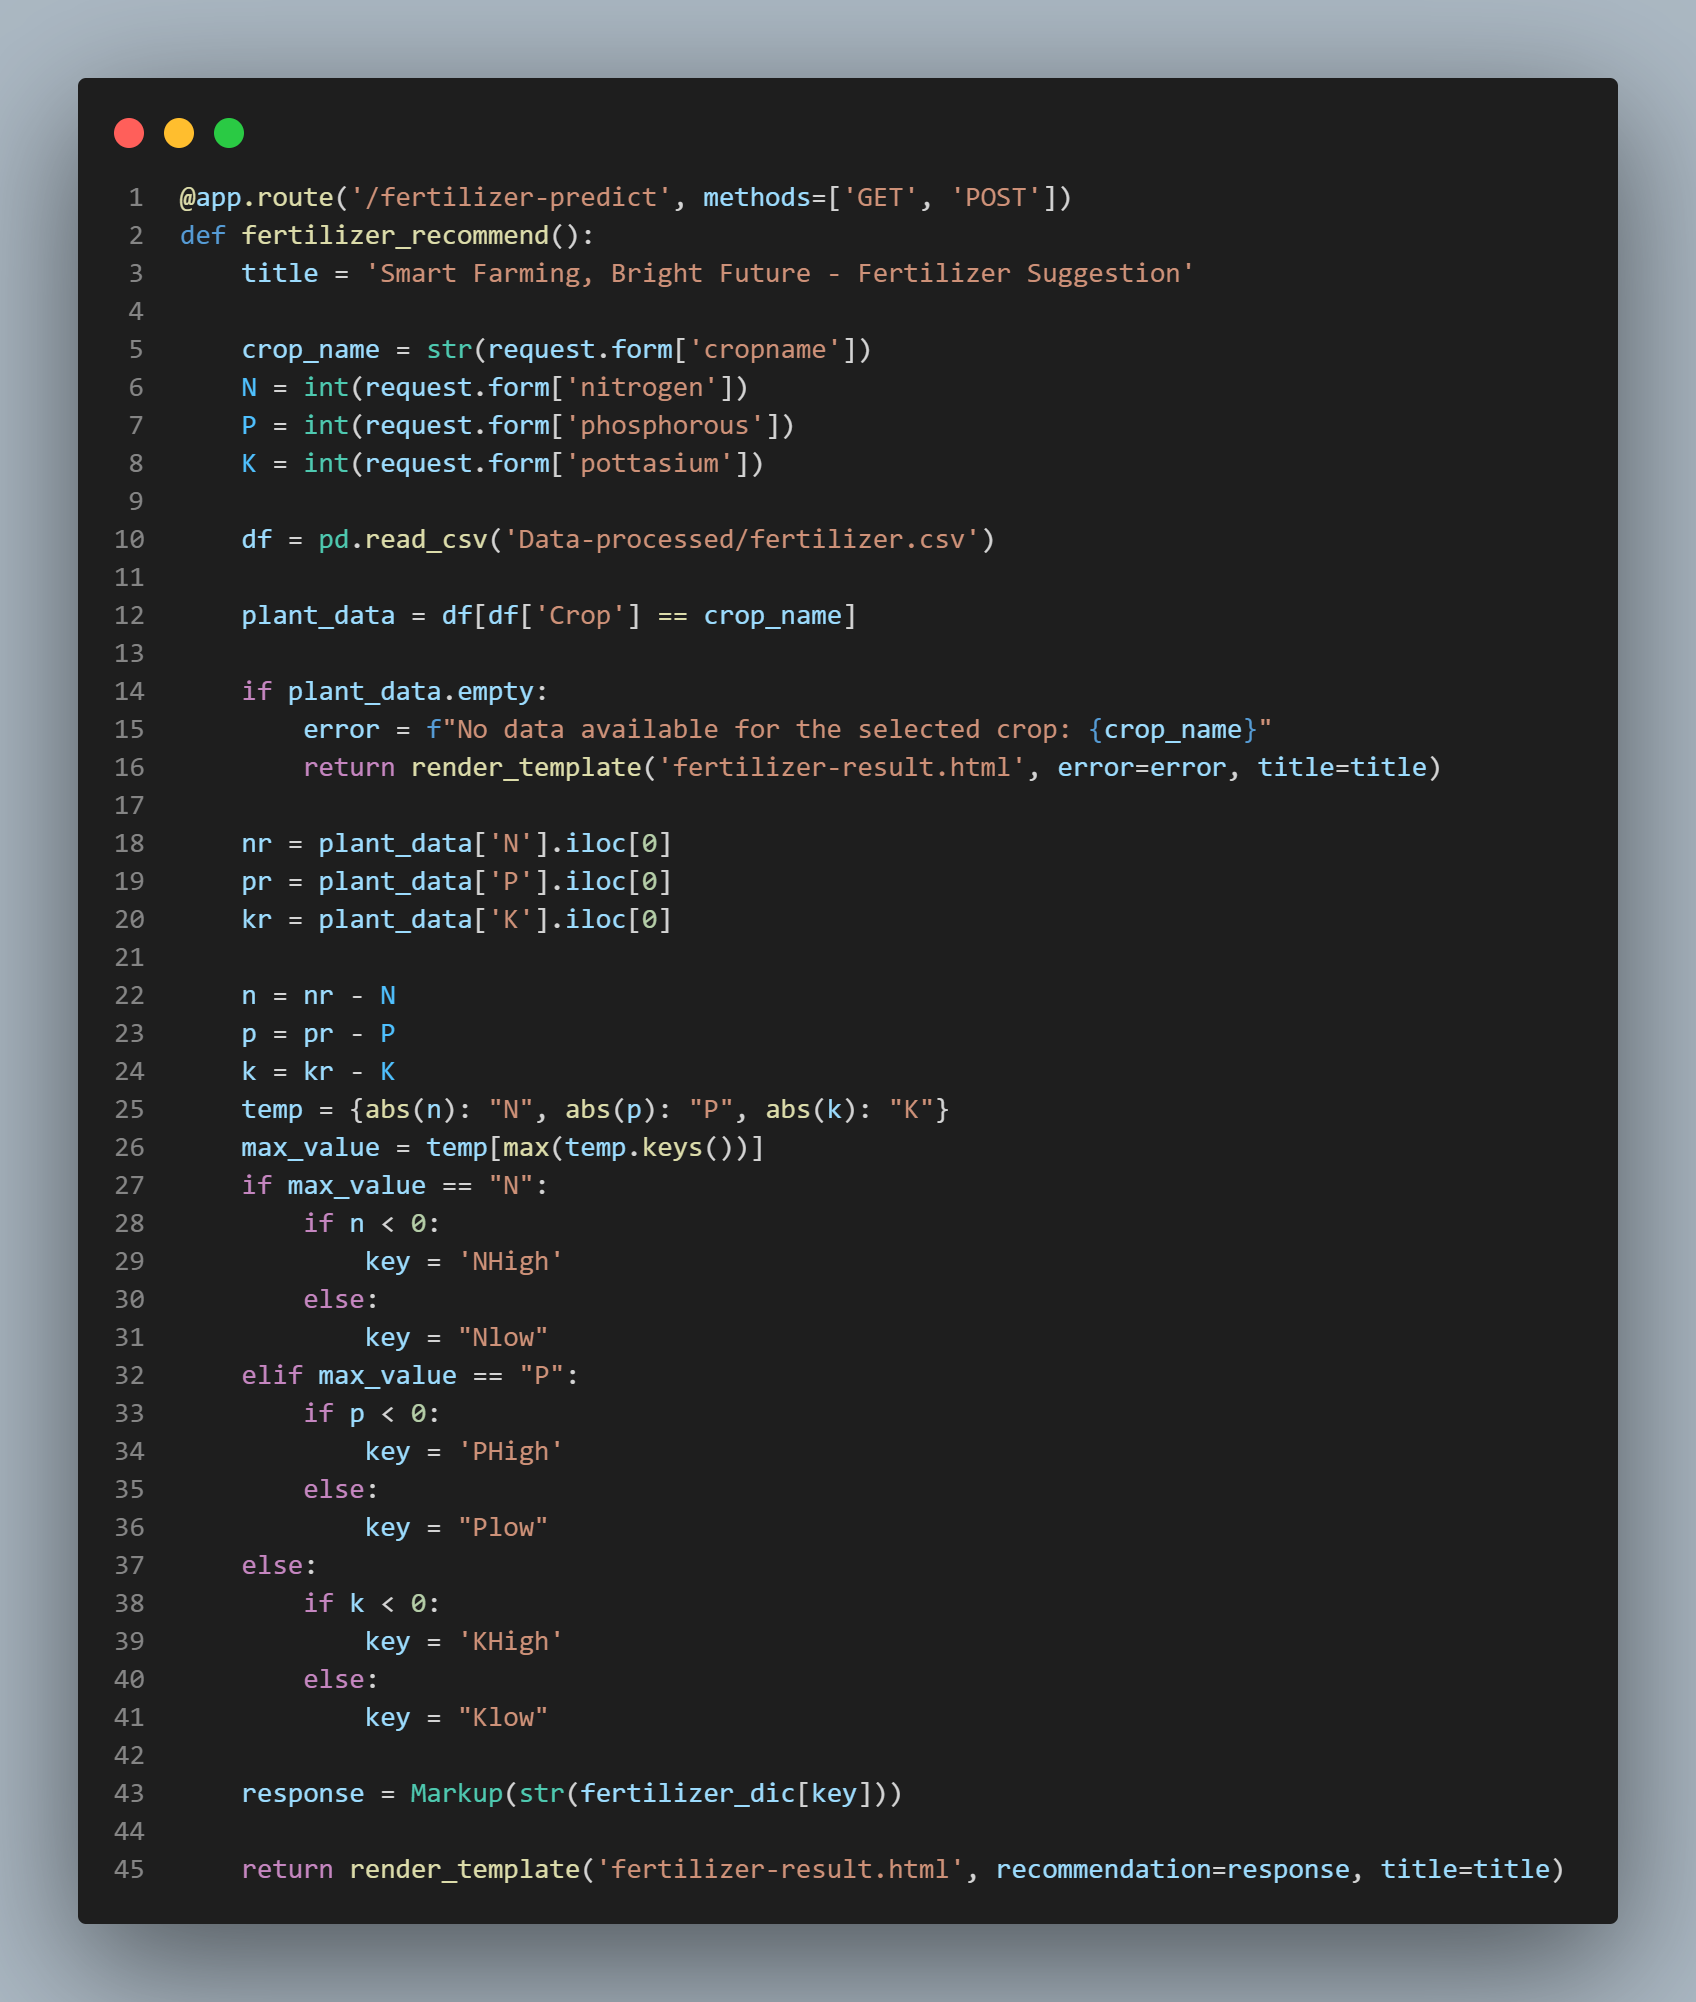 1 @app.route('/fertilizer-predict', methods=['GET', 'POST'])
2 def fertilizer_recommend():
3     title = 'Smart Farming, Bright Future - Fertilizer Suggestion'
4
5     crop_name = str(request.form['cropname'])
6     N = int(request.form['nitrogen'])
7     P = int(request.form['phosphorous'])
8     K = int(request.form['pottasium'])
9
10     df = pd.read_csv('Data-processed/fertilizer.csv')
11
12     plant_data = df[df['Crop'] == crop_name]
13
14     if plant_data.empty:
15         error = f"No data available for the selected crop: {crop_name}"
16         return render_template('fertilizer-result.html', error=error, title=title)
17
18     nr = plant_data['N'].iloc[0]
19     pr = plant_data['P'].iloc[0]
20     kr = plant_data['K'].iloc[0]
21
22     n = nr - N
23     p = pr - P
24     k = kr - K
25     temp = {abs(n): "N", abs(p): "P", abs(k): "K"}
26     max_value = temp[max(temp.keys())]
27     if max_value == "N":
28         if n < 0:
29             key = 'NHigh'
30         else:
31             key = "Nlow"
32     elif max_value == "P":
33         if p < 0:
34             key = 'PHigh'
35         else:
36             key = "Plow"
37     else:
38         if k < 0:
39             key = 'KHigh'
40         else:
41             key = "Klow"
42
43     response = Markup(str(fertilizer_dic[key]))
44
45     return render_template('fertilizer-result.html', recommendation=response, title=title)